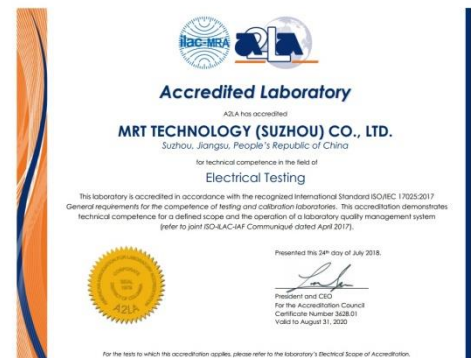 ilac-MRA A2LA
Accredited Laboratory
A2LA has accredited
MRT TECHNOLOGY (SUZHOU) CO., LTD.
Suzhou, Jiangsu, People's Republic of China
for technical competence in the field of
Electrical Testing
This laboratory is accredited in accordance with the recognized International Standard ISO/IEC 17025:2017
General requirements for the competence of testing and calibration laboratories. This accreditation demonstrates
technical competence for a defined scope and the operation of a laboratory quality management system
(refer to joint ISO-ILAC-IAF Communiqué dated April 2017).
Presented this 24th day of July 2018.
President and CEO
For the Accreditation Council
Certificate Number 3628.01
Valid to August 31, 2020
SEAL
1978
A2LA
For the tests to which this accreditation applies, please refer to the laboratory's Electrical Scope of Accreditation.